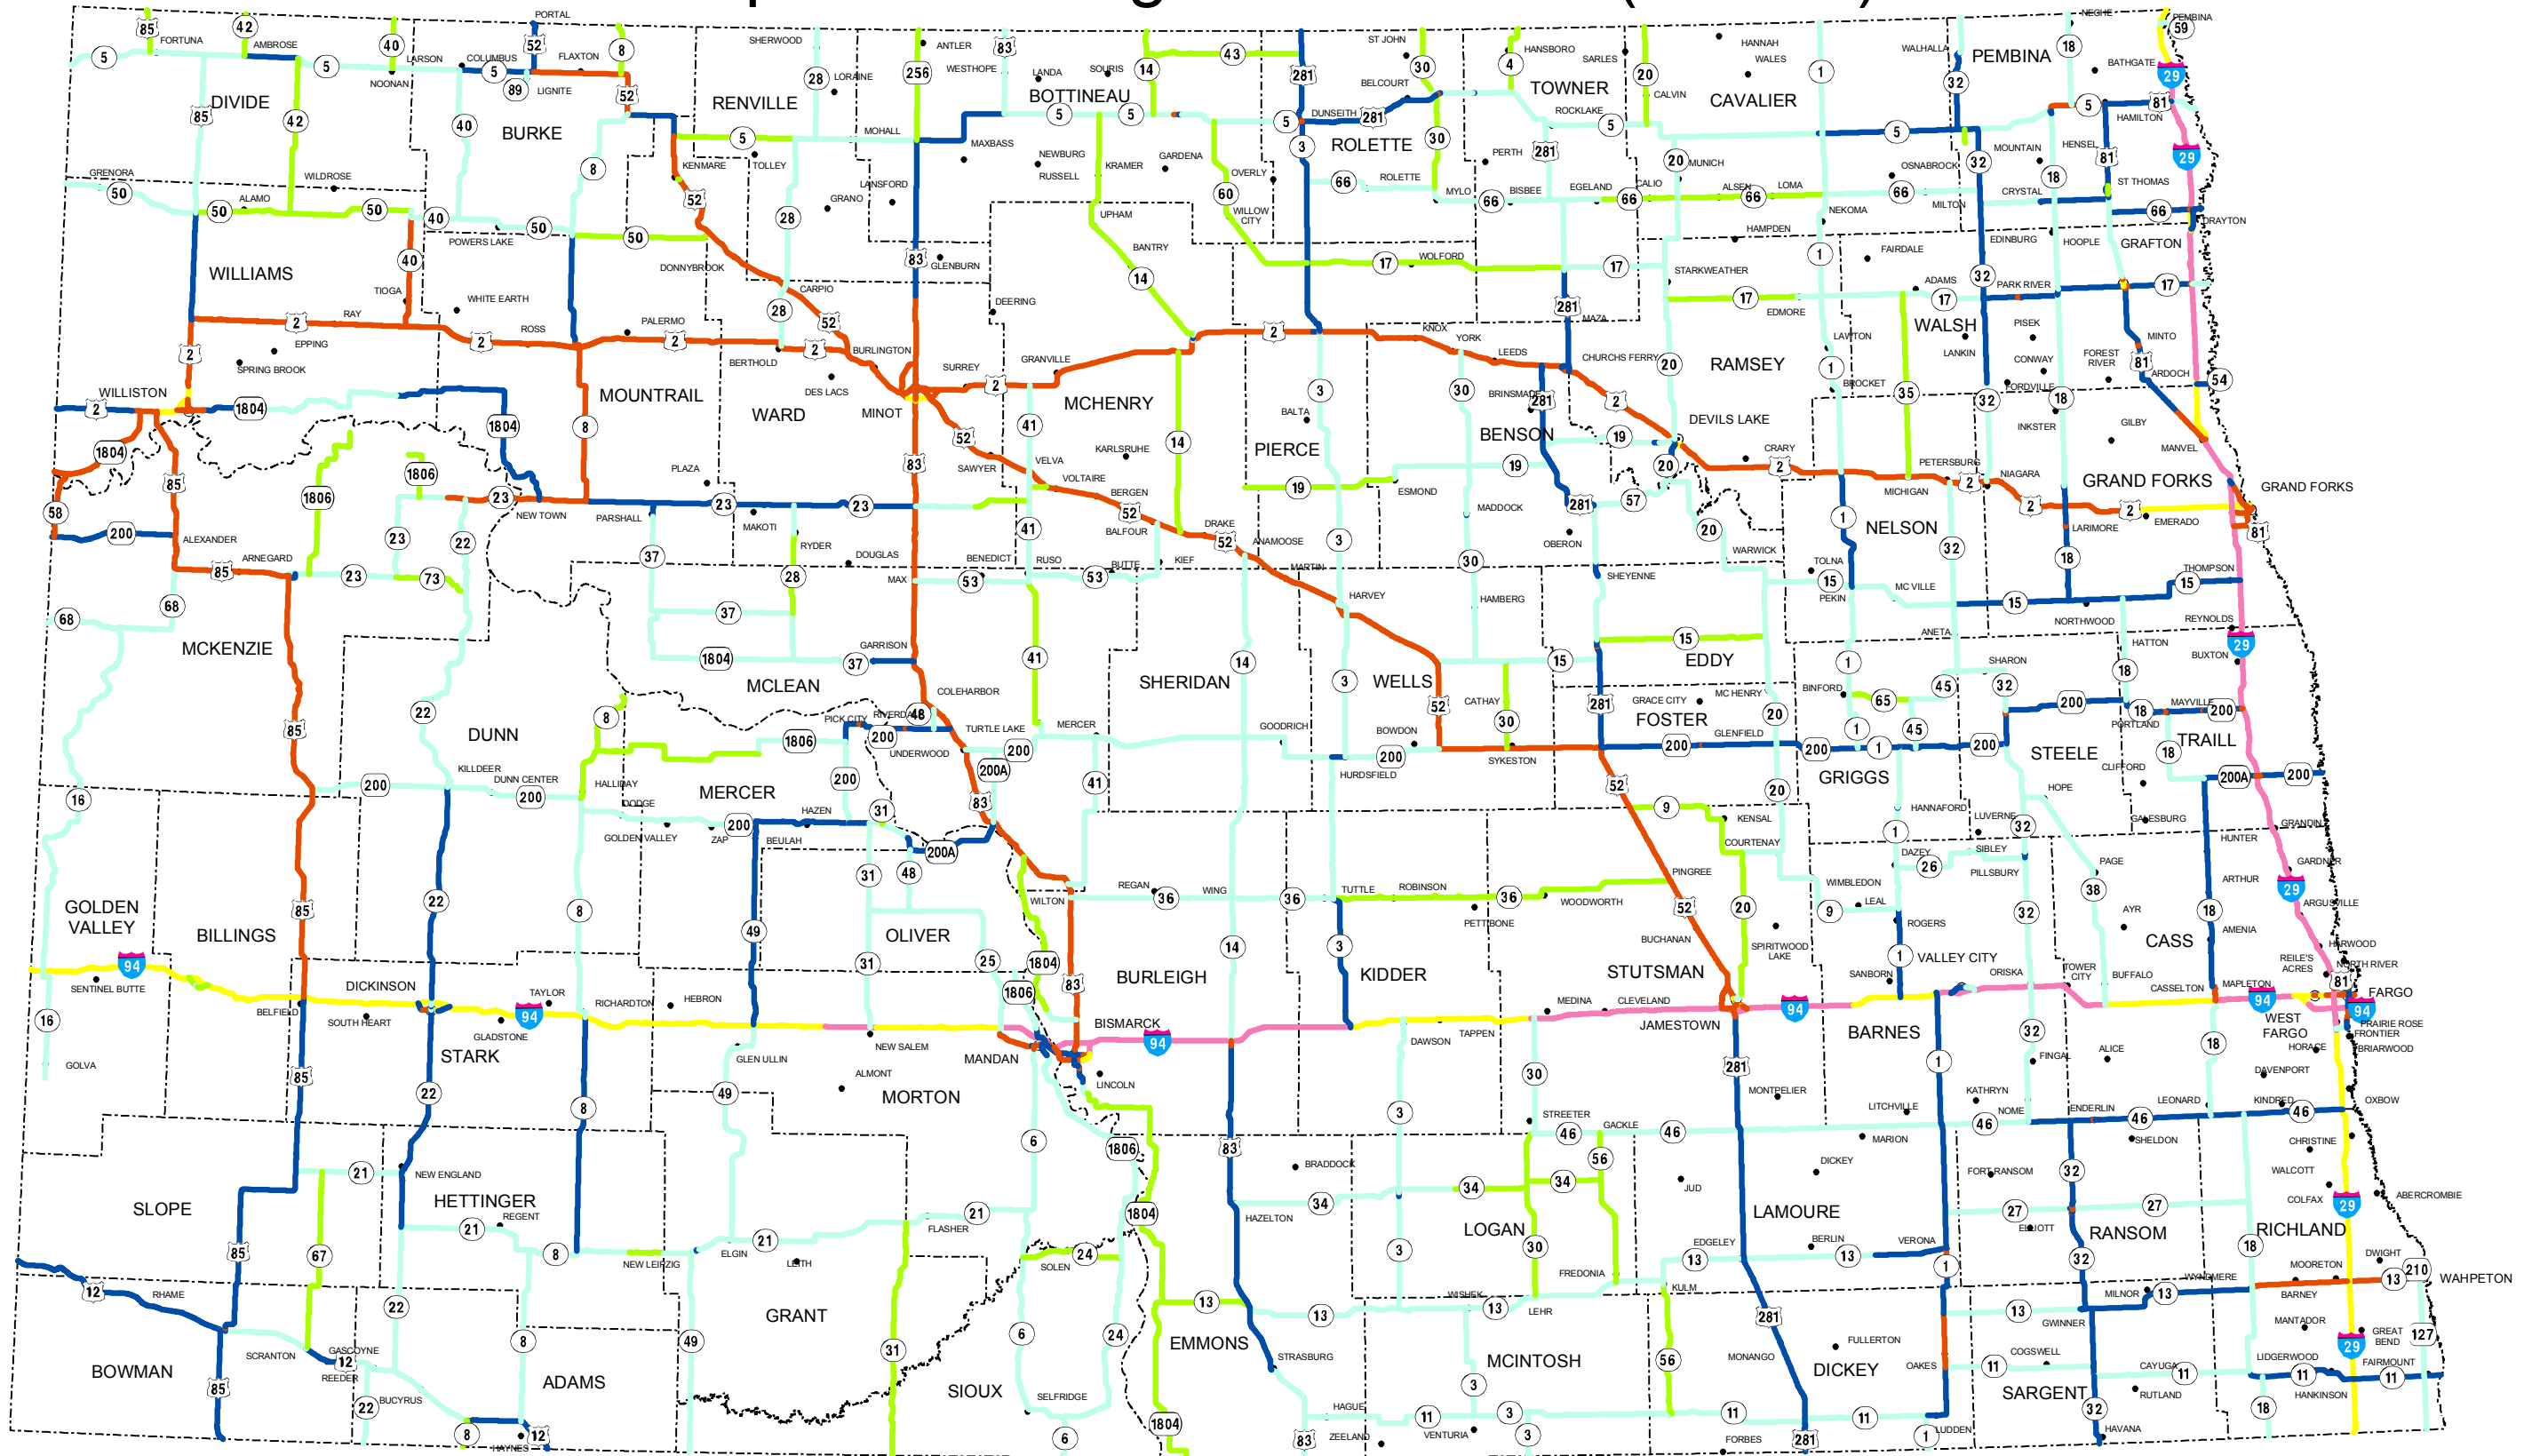 DIVIDE
BURKE
RENVILLE
BOTTINEAU
ROLETTE
TOWNER
CAVALIER
PEMBINA
WILLIAMS
MOUNTRAIL
WARD
MCHENRY
PIERCE
BENSON
RAMSEY
WALSH
GRAFTON
NELSON
GRAND FORKS
MCKENZIE
DUNN
MCLEAN
MERCER
SHERIDAN
WELLS
EDDY
FOSTER
GRIGGS
STEELE
TRAILL
GOLDEN
VALLEY
BILLINGS
STARK
OLIVER
MORTON
BURLEIGH
KIDDER
STUTSMAN
BARNES
CASS
SLOPE
HETTINGER
GRANT
BOWMAN
ADAMS
SIOUX
EMMONS
LOGAN
MCINTOSH
LAMOURE
DICKEY
RANSOM
SARGENT
RICHLAND
FORTUNA
AMBROSE
NOONAN
LARSON
COLUMBUS
PORTAL
FLAXTON
LIGNITE
SHERWOOD
LORAINE
ANTLER
WESTHOPE
LANDA
SOURIS
MOHALL
MAXBASS
NEWBURG
RUSSELL
KRAMER
GARDENA
OVERLY
WILLOW
CITY
UPHAM
BANTRY
KENMARE
TOLLEY
GRANO
LANSFORD
GLENBURN
DEERING
DONNYBROOK
CARPIO
ST JOHN
BELCOURT
DUNSEITH
ROLETTE
MYLO
WOLFORD
HANSBORO
SARLES
CALVIN
ROCKLAKE
PERTH
BISBEE
EGELAND
CALIO
MUNICH
ALSEN
LOMA
HANNAH
WALES
WALHALLA
NECHE
PEMBINA
BATHGATE
HAMILTON
OSNABROCK
MOUNTAIN
HENSEL
CRYSTAL
ST THOMAS
DRAYTON
MILTON
NEKOMA
HAMPDEN
EDINBURG
HOOPLE
FAIRDALE
ADAMS
PARK RIVER
STARKWEATHER
EDMORE
MAZA
LAWTON
BROCKET
LANKIN
PISEK
CONWAY
FORDVILLE
FOREST
RIVER
MINTO
ARDOCH
INKSTER
GILBY
MANVEL
GRENORA
ALAMO
WILDROSE
POWERS LAKE
TIOGA
WHITE EARTH
RAY
EPPING
SPRING BROOK
WILLISTON
ROSS
PALERMO
BERTHOLD
DES LACS
BURLINGTON
MINOT
SURREY
GRANVILLE
SAWYER
VELVA
VOLTAIRE
KARLSRUHE
BERGEN
BALFOUR
DRAKE
ANAMOOSE
KIEF
BUTTE
RUSO
BENEDICT
MAX
DOUGLAS
RYDER
MAKOTI
PLAZA
PARSHALL
NEW TOWN
ALEXANDER
ARNEGARD
BALTA
KNOX
YORK
LEEDS
CHURCHS FERRY
BRINSMADE
DEVILS LAKE
CRARY
ESMOND
MADDOCK
OBERON
WARWICK
MICHIGAN
PETERSBURG
NIAGARA
LARIMORE
EMERADO
GRAND FORKS
THOMPSON
TOLNA
PEKIN
MC VILLE
ANETA
NORTHWOOD
REYNOLDS
HATTON
BUXTON
SHARON
SHEYENNE
HAMBERG
MARTIN
HARVEY
GARRISON
COLEHARBOR
RIVERDALE
PICK CITY
UNDERWOOD
TURTLE LAKE
MERCER
GOODRICH
HURDSFIELD
BOWDON
CATHAY
SYKESTON
GRACE CITY
MC HENRY
GLENFIELD
BINFORD
PORTLAND
MAYVILLE
CLIFFORD
HOPE
GALESBURG
HUNTER
GRANDIN
GARDNER
ARTHUR
ARGUSVILLE
KILLDEER
DUNN CENTER
HALLIDAY
DODGE
GOLDEN VALLEY
ZAP
BEULAH
HAZEN
WILTON
REGAN
WING
TUTTLE
ROBINSON
PETTIBONE
WOODWORTH
PINGREE
BUCHANAN
KENSAL
COURTENAY
SPIRITWOOD
LAKE
WIMBLEDON
LEAL
ROGERS
HANNAFORD
DAZEY
SIBLEY
LUVERNE
PILLSBURY
PAGE
AYR
AMENIA
HARWOOD
REILE'S
ACRES
NORTH RIVER
SENTINEL BUTTE
GOLVA
BELFIELD
DICKINSON
SOUTH HEART
GLADSTONE
TAYLOR
RICHARDTON
HEBRON
GLEN ULLIN
ALMONT
NEW SALEM
MANDAN
BISMARCK
LINCOLN
DAWSON
TAPPEN
MEDINA
CLEVELAND
JAMESTOWN
SANBORN
VALLEY CITY
ORISKA
TOWER
CITY
BUFFALO
CASSELTON
MAPLETON
FARGO
WEST
FARGO
PRAIRIE ROSE
FRONTIER
BRIARWOOD
HORACE
DAVENPORT
KINDRED
OXBOW
LEONARD
ENDERLIN
ALICE
FINGAL
KATHRYN
NOME
LITCHVILLE
MARION
MONTPELIER
STREETER
GACKLE
NEW ENGLAND
REGENT
NEW LEIPZIG
ELGIN
LEITH
FLASHER
SOLEN
SELFRIDGE
BRADDOCK
HAZELTON
STRASBURG
HAGUE
ZEELAND
VENTURIA
WISHEK
LEHR
FREDONIA
KULM
EDGELEY
JUD
DICKEY
BERLIN
VERONA
MONANGO
FULLERTON
OAKES
LUDDEN
FORBES
FORT RANSOM
ELLIOTT
SHELDON
CHRISTINE
WALCOTT
COLFAX
ABERCROMBIE
DWIGHT
MOORETON
WAHPETON
WYNDMERE
BARNEY
MILNOR
GWINNER
COGSWELL
CAYUGA
RUTLAND
HAVANA
LIDGERWOOD
MANTADOR
HANKINSON
GREAT
BEND
FAIRMOUNT
RHAME
SCRANTON
GASCOYNE
REEDER
BUCYRUS
HAYNES